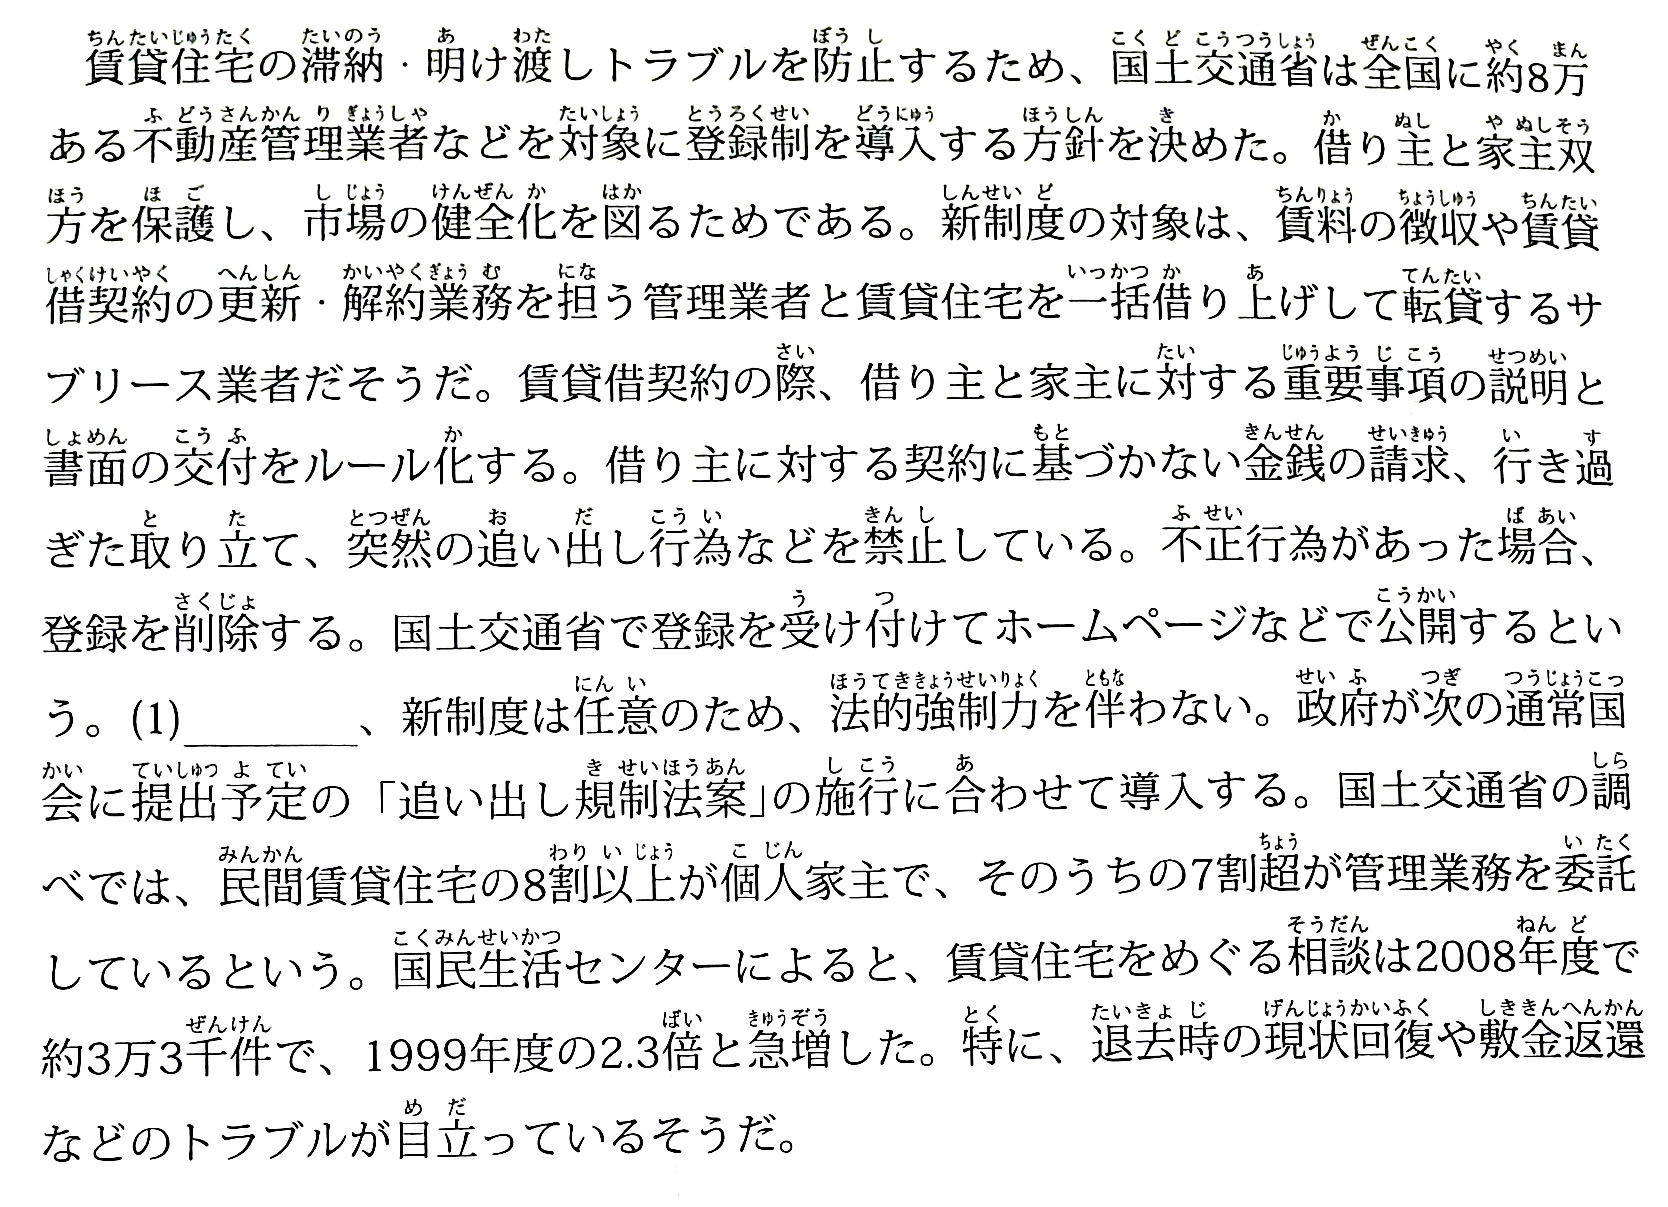 賃貸住宅の滞納・明け渡しトラブルを防止するため、国土交通省は全国に約8万
ある不動産管理業者などを対象に登録制を導入する方針を決めた。借り主と家主双
方を保護し、市場の健全化を図るためである。新制度の対象は、賃料の徴収や賃貸
借契約の更新・解約業務を担う管理業者と賃貸住宅を一括借り上げして転貸するサ
ブリース業者だそうだ。賃貸借契約の際、借り主と家主に対する重要事項の説明と
書面の交付をルール化する。借り主に対する契約に基づかない金銭の請求、行き過
ぎた取り立て、突然の追い出し行為などを禁止している。不正行為があった場合、
登録を削除する。国土交通省で登録を受け付けてホームページなどで公開するとい
う。(1)________、新制度は任意のため、法的強制力を伴わない。政府が次の通常国
会に提出予定の「追い出し規制法案」の施行に合わせて導入する。国土交通省の調
べでは、民間賃貸住宅の8割以上が個人家主で、そのうちの7割超が管理業務を委託
しているという。国民生活センターによると、賃貸住宅をめぐる相談は2008年度で
約3万3千件で、1999年度の2.3倍と急増した。特に、退去時の現状回復や敷金返還
などのトラブルが目立っているそうだ。